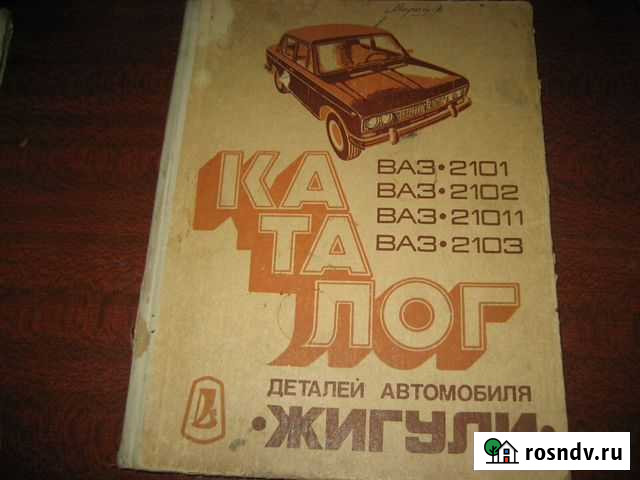 ВАЗ•2101
ВАЗ•2102
ВАЗ•21011
ВАЗ•2103
КА
ТА
ЛОГ
ДЕТАЛЕЙ АВТОМОБИЛЯ
•ЖИГУЛИ•
rosndv.ru